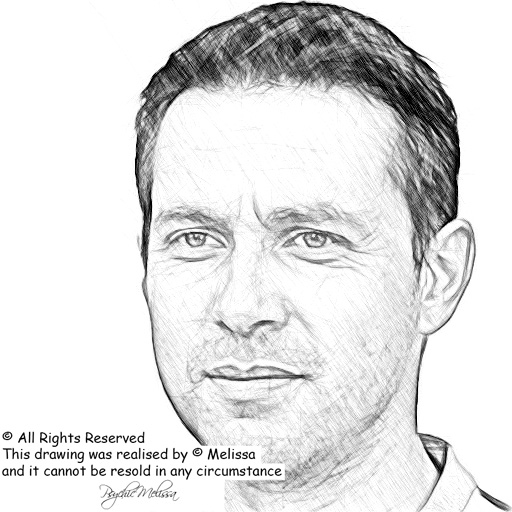 © All Rights Reserved
This drawing was realised by © Melissa
and it cannot be resold in any circumstance
Psychic Melissa